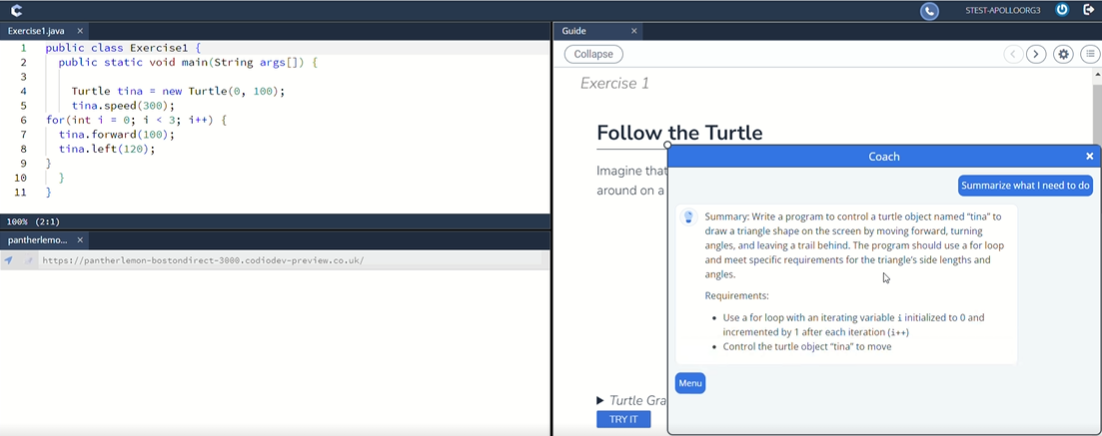 STEST-APOLLOORG3
Exercise1.java ×
1 public class Exercise1 {
2 public static void main(String args[]) {
3
4 Turtle tina = new Turtle(0, 100);
5 tina.speed(300);
6 for(int i = 0; i < 3; i++) {
7 tina.forward(100);
8 tina.left(120);
9 }
10 }
11 }
100% (2:1)
pantherlemo... ×
https://pantherlemon-bostondirect-3000.codiodev-preview.co.uk/
Guide ×
Collapse
Exercise 1
Follow the Turtle
Imagine that
around on a
Coach ×
Summarize what I need to do
Summary: Write a program to control a turtle object named “tina” to
draw a triangle shape on the screen by moving forward, turning
angles, and leaving a trail behind. The program should use a for loop
and meet specific requirements for the triangle's side lengths and
angles.
Requirements:
• Use a for loop with an iterating variable i initialized to 0 and
incremented by 1 after each iteration (i++)
• Control the turtle object “tina” to move
Menu
Turtle Gra
TRY IT